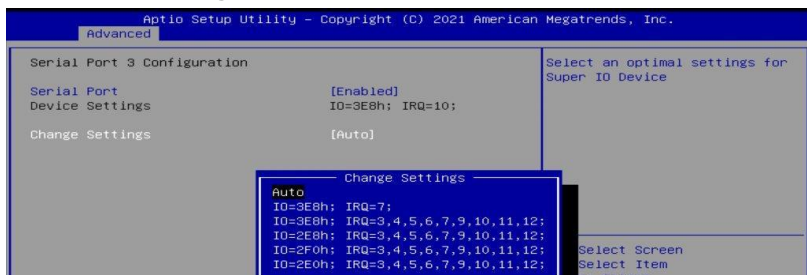 Aptio Setup Utility – Copyright (C) 2021 American Megatrends, Inc.
Advanced
Serial Port 3 Configuration
Serial Port [Enabled]
Device Settings IO=3E8h; IRQ=10;
Change Settings [Auto]
Select an optimal settings for
Super IO Device
Change Settings
Auto
IO=3E8h; IRQ=7;
IO=3E8h; IRQ=3,4,5,6,7,9,10,11,12;
IO=2E8h; IRQ=3,4,5,6,7,9,10,11,12;
IO=2F0h; IRQ=3,4,5,6,7,9,10,11,12;
IO=2E0h; IRQ=3,4,5,6,7,9,10,11,12;
Select Screen
Select Item